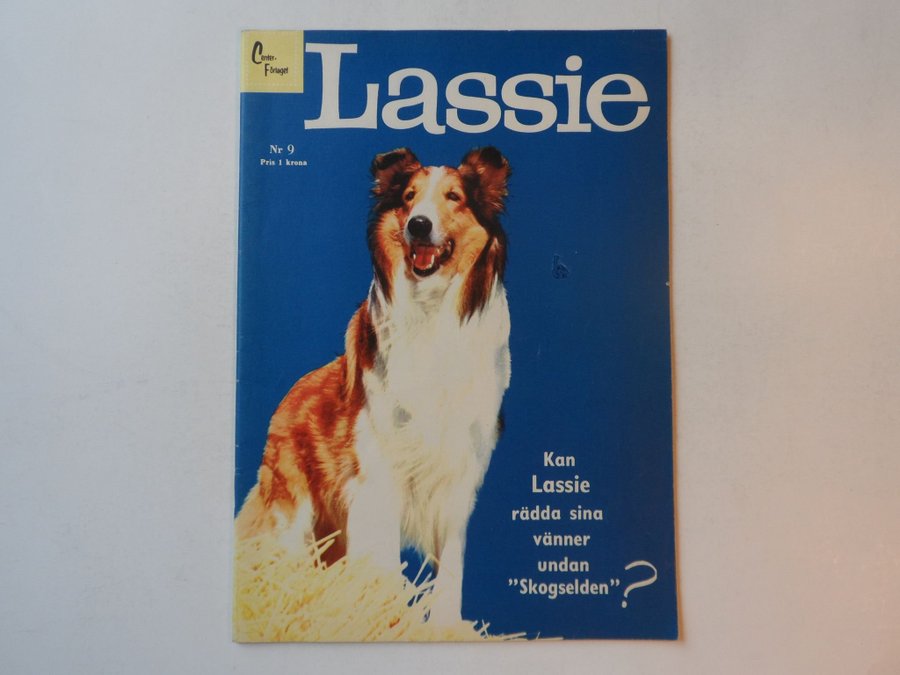 Center-
Förlaget
Lassie
Nr 9
Pris 1 krona
Kan
Lassie
rädda sina
vänner
undan
"Skogselden"?